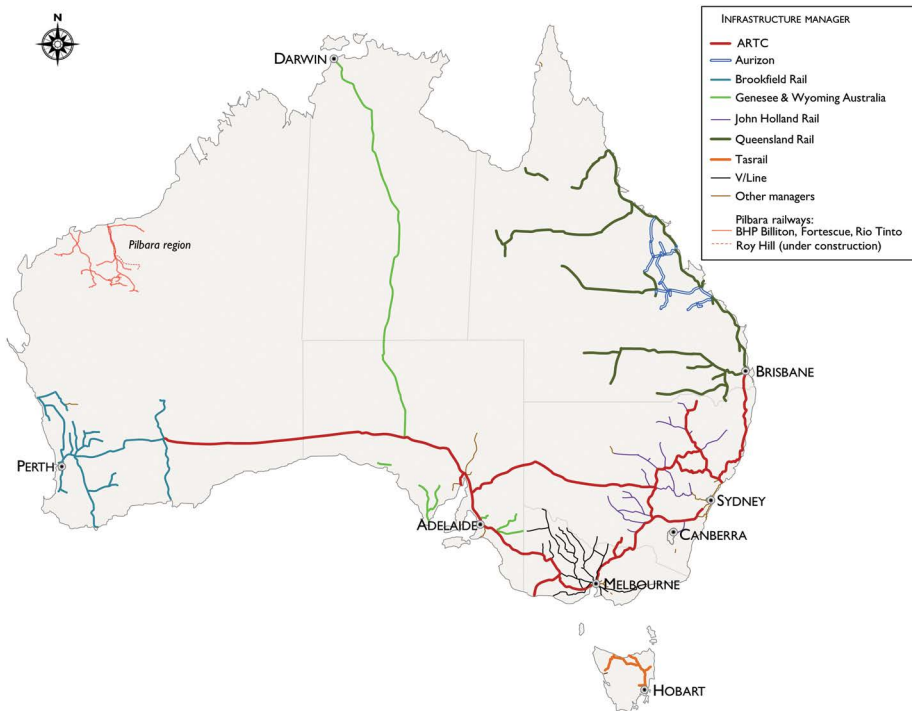 N
DARWIN
INFRASTRUCTURE MANAGER
ARTC
Aurizon
Brookfield Rail
Genesee & Wyoming Australia
John Holland Rail
Queensland Rail
Tasrail
V/Line
Other managers
Pilbara railways:
BHP Billiton, Fortescue, Rio Tinto
Roy Hill (under construction)
Pilbara region
BRISBANE
PERTH
SYDNEY
ADELAIDE
CANBERRA
MELBOURNE
HOBART